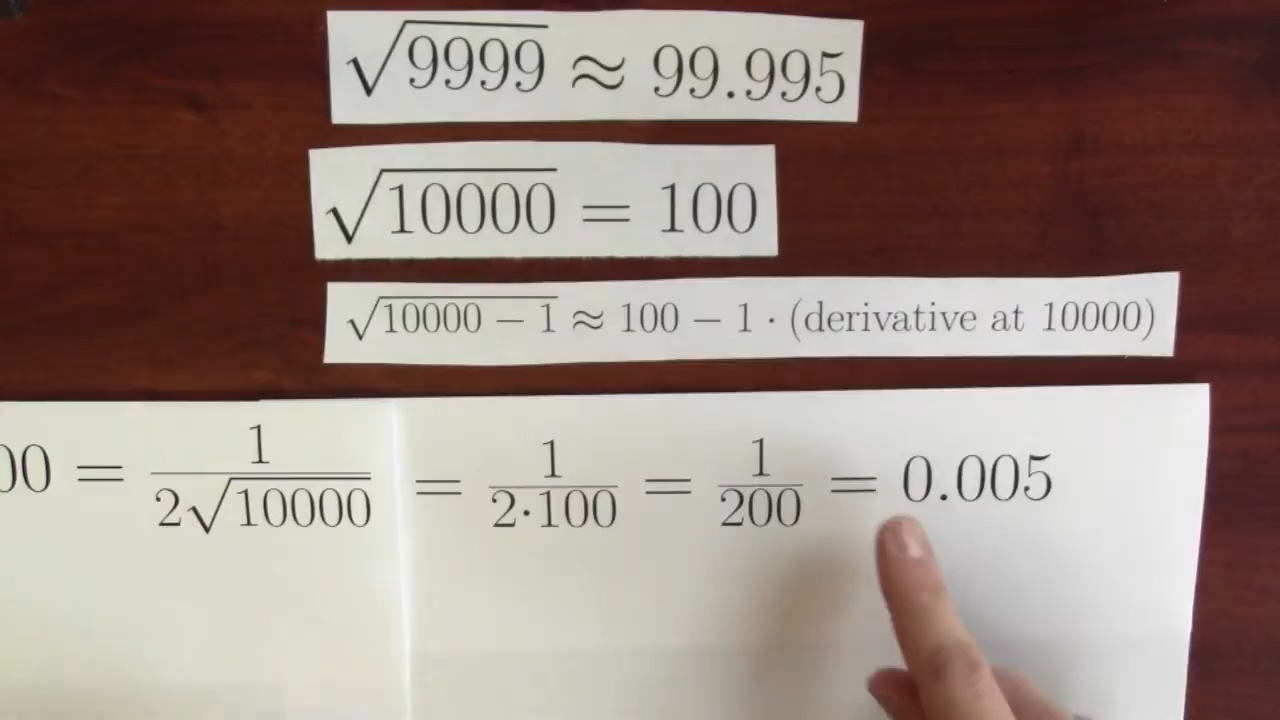 √9999 ≈ 99.995
√10000 = 100
√10000 − 1 ≈ 100 − 1 · (derivative at 10000)
00 = 1/2√10000 = 1/2·100 = 1/200 = 0.005